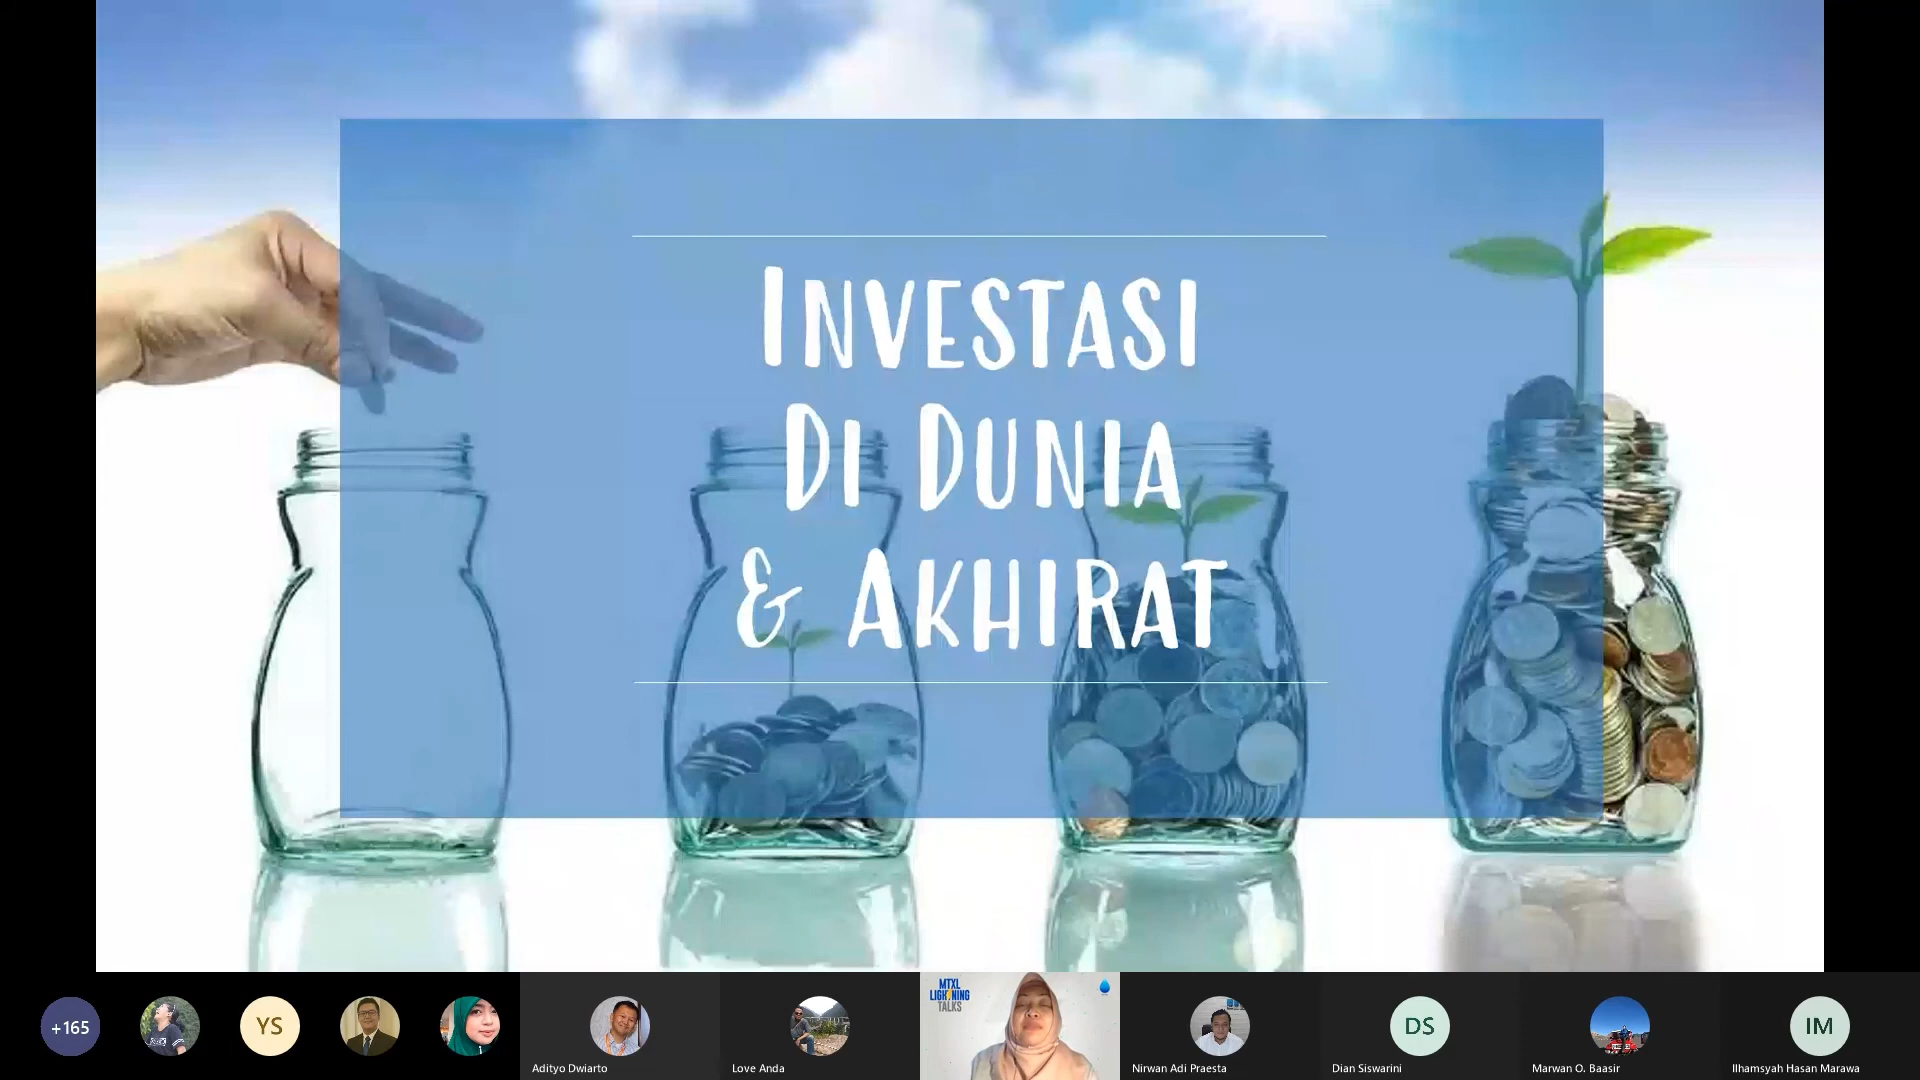 INVESTASI
DI DUNIA
& AKHIRAT
+165
YS
Adityo Dwiarto
Love Anda
MTXL
LIGHTNING
TALKS
Nirwan Adi Praesta
DS
Dian Siswarini
Marwan O. Baasir
IM
Ilhamsyah Hasan Marawa